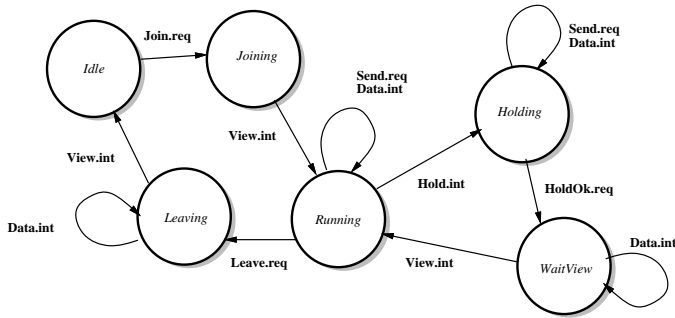 Join.req
Send.req
Data.int
Idle
Joining
Send.req
Data.int
Holding
View.int
View.int
Hold.int
HoldOk.req
Data.int
Leaving
Running
Data.int
Leave.req
View.int
WaitView